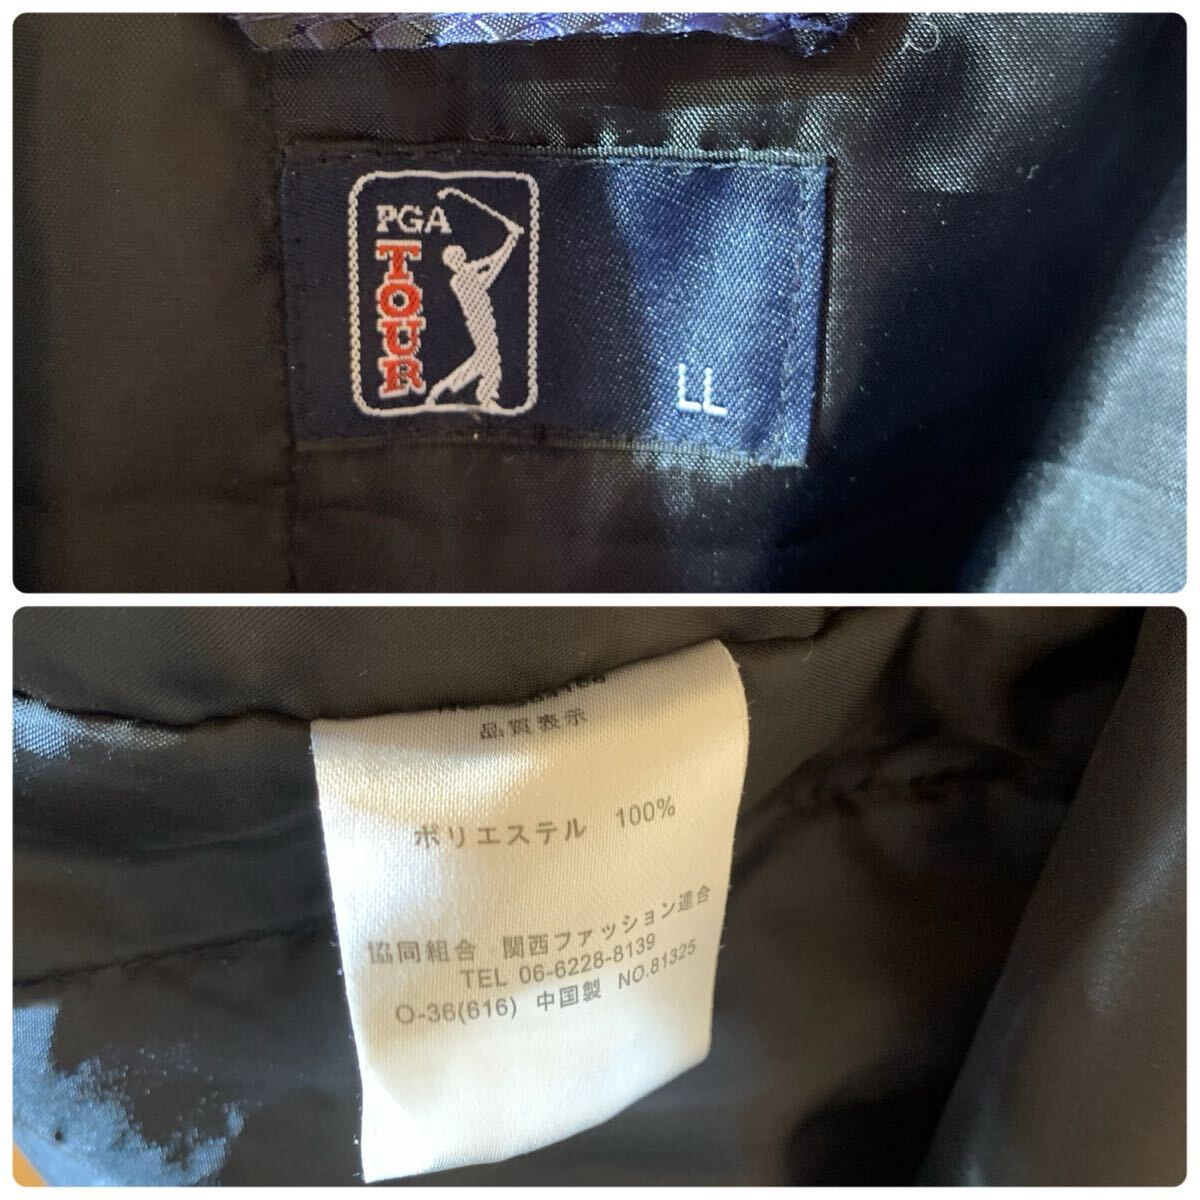 PGA
TOUR
LL
品質表示
ポリエステル 100%
協同組合 関西ファッション連合
TEL 06-6228-8139
O-36(616) 中国製 NO.81325